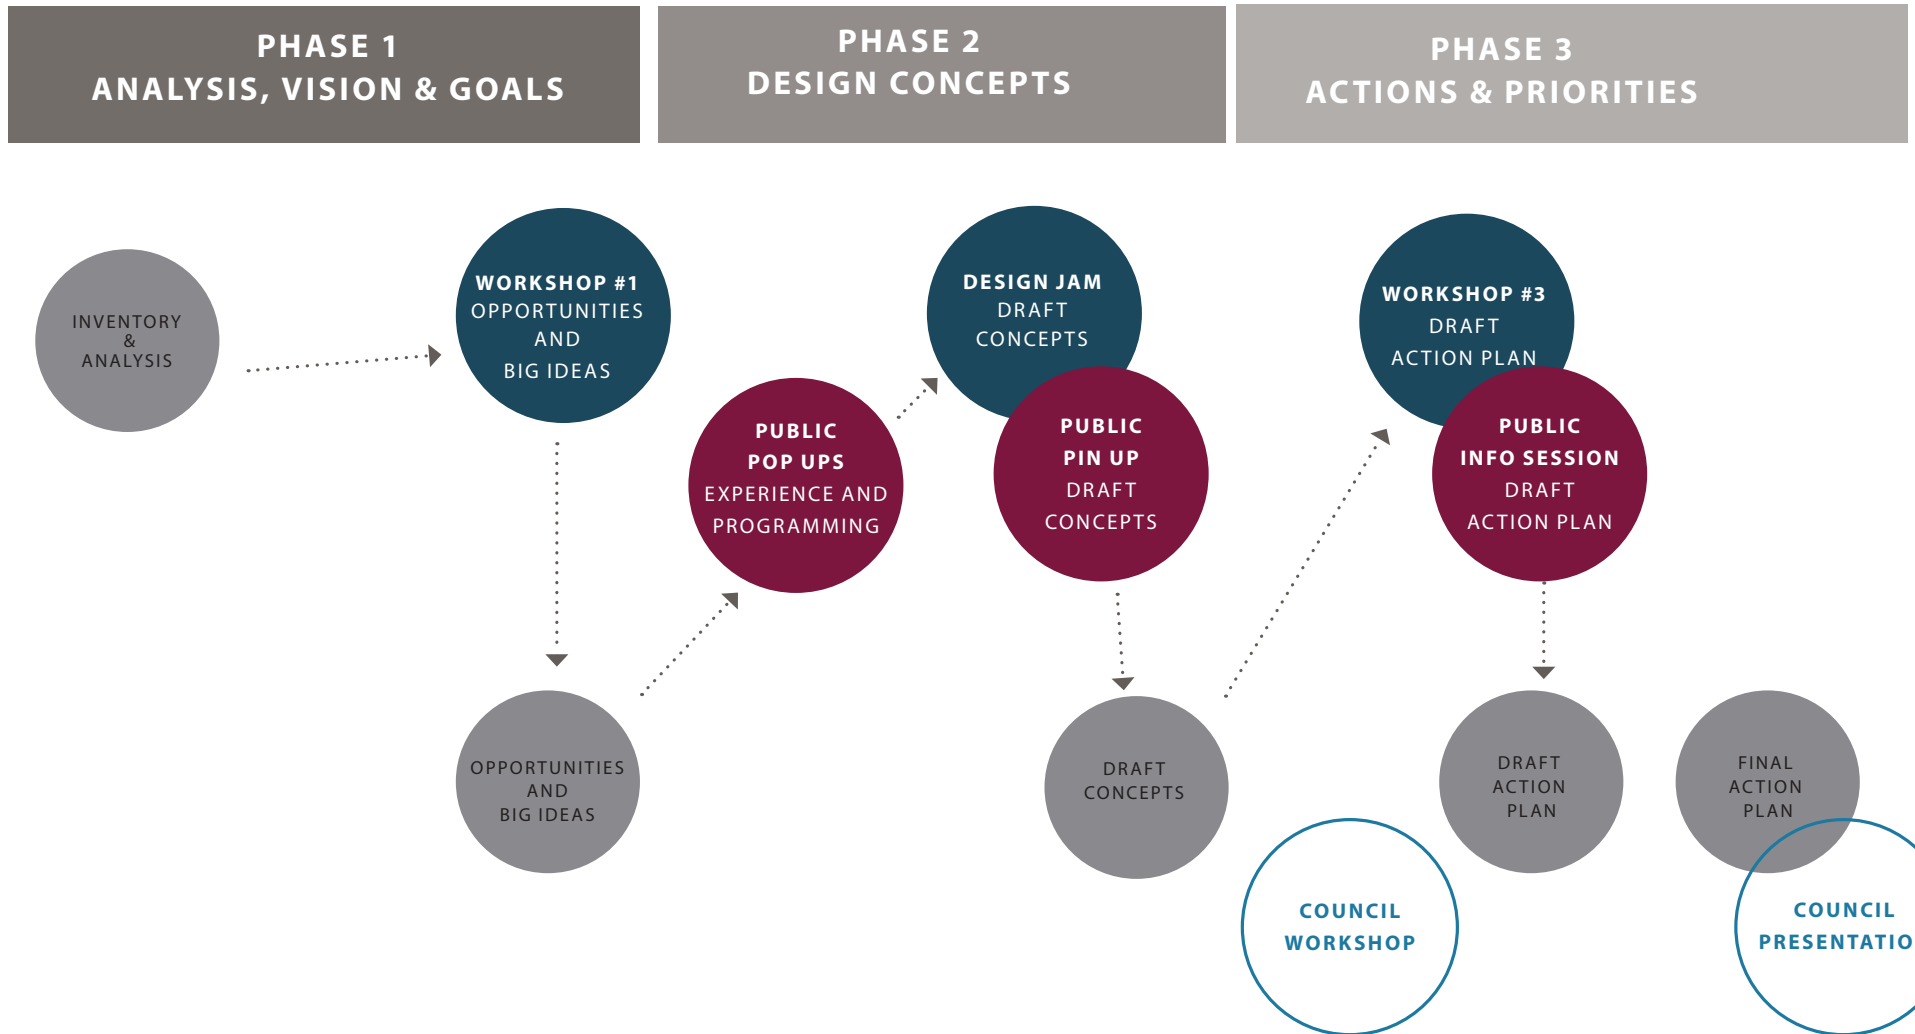 PHASE 1
ANALYSIS, VISION & GOALS
PHASE 2
DESIGN CONCEPTS
PHASE 3
ACTIONS & PRIORITIES
INVENTORY
&
ANALYSIS
WORKSHOP #1
OPPORTUNITIES
AND
BIG IDEAS
OPPORTUNITIES
AND
BIG IDEAS
PUBLIC
POP UPS
EXPERIENCE AND
PROGRAMMING
DESIGN JAM
DRAFT
CONCEPTS
PUBLIC
PIN UP
DRAFT
CONCEPTS
DRAFT
CONCEPTS
WORKSHOP #3
DRAFT
ACTION PLAN
PUBLIC
INFO SESSION
DRAFT
ACTION PLAN
DRAFT
ACTION
PLAN
FINAL
ACTION
PLAN
COUNCIL
WORKSHOP
COUNCIL
PRESENTATIO